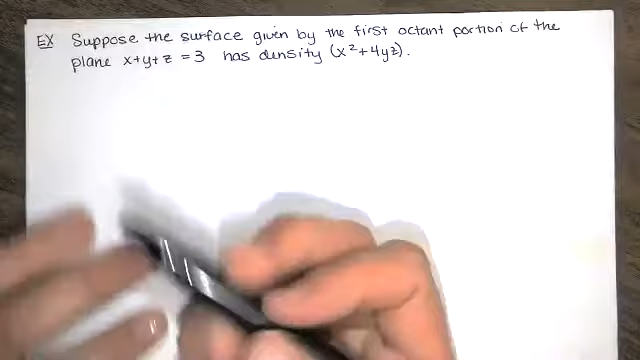 EX Suppose the surface given by the first octant portion of the
plane x+y+z = 3 has density (x²+4yz).